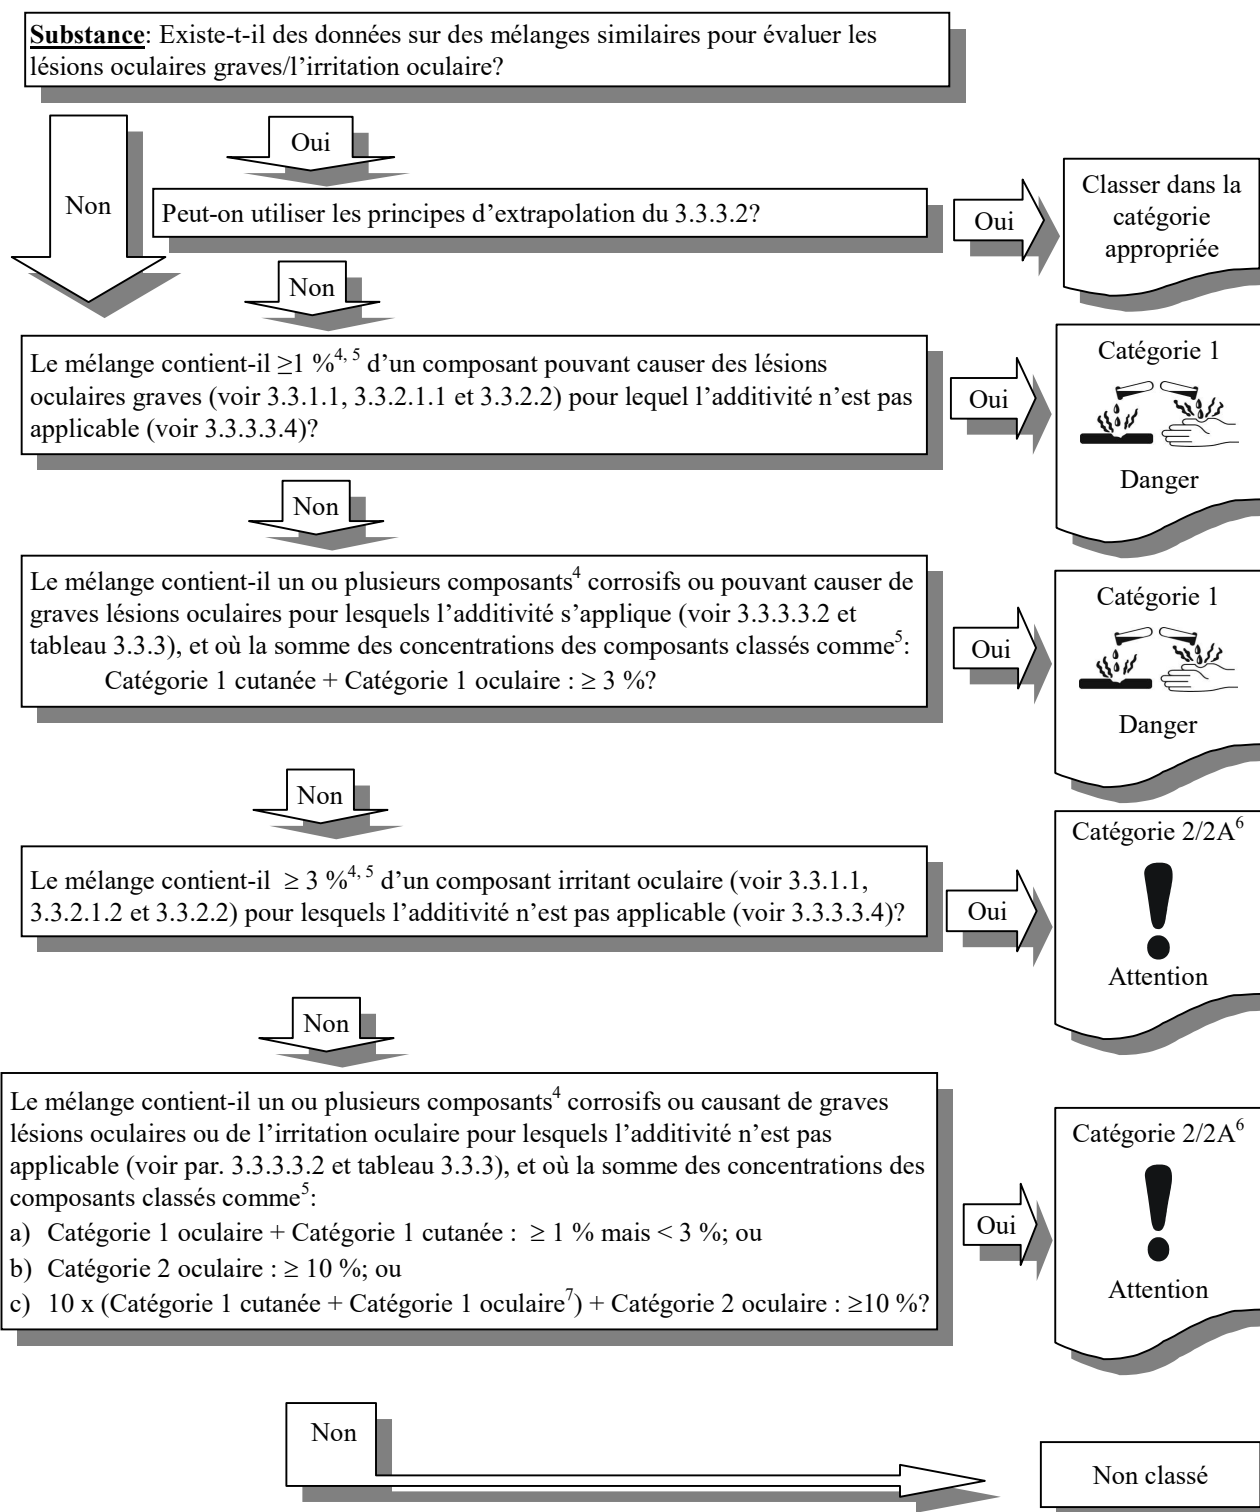 Substance: Existe-t-il des données sur des mélanges similaires pour évaluer les
lésions oculaires graves/l’irritation oculaire?
Oui
Non
Peut-on utiliser les principes d’extrapolation du 3.3.3.2?
Oui
Classer dans la
catégorie
appropriée
Non
Le mélange contient-il ≥1 %4, 5 d’un composant pouvant causer des lésions
oculaires graves (voir 3.3.1.1, 3.3.2.1.1 et 3.3.2.2) pour lequel l’additivité n’est pas
applicable (voir 3.3.3.3.4)?
Oui
Catégorie 1
Danger
Non
Le mélange contient-il un ou plusieurs composants4 corrosifs ou pouvant causer de
graves lésions oculaires pour lesquels l’additivité s’applique (voir 3.3.3.3.2 et
tableau 3.3.3), et où la somme des concentrations des composants classés comme5:
Catégorie 1 cutanée + Catégorie 1 oculaire : ≥ 3 %?
Oui
Catégorie 1
Danger
Non
Le mélange contient-il ≥ 3 %4, 5 d’un composant irritant oculaire (voir 3.3.1.1,
3.3.2.1.2 et 3.3.2.2) pour lesquels l’additivité n’est pas applicable (voir 3.3.3.3.4)?
Oui
Catégorie 2/2A6
Attention
Non
Le mélange contient-il un ou plusieurs composants4 corrosifs ou causant de graves
lésions oculaires ou de l’irritation oculaire pour lesquels l’additivité n’est pas
applicable (voir par. 3.3.3.3.2 et tableau 3.3.3), et où la somme des concentrations des
composants classés comme5:
a) Catégorie 1 oculaire + Catégorie 1 cutanée : ≥ 1 % mais < 3 %; ou
b) Catégorie 2 oculaire : ≥ 10 %; ou
c) 10 x (Catégorie 1 cutanée + Catégorie 1 oculaire7) + Catégorie 2 oculaire : ≥10 %?
Oui
Catégorie 2/2A6
Attention
Non
Non classé